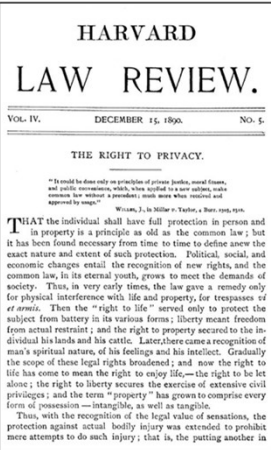 HARVARD
LAW REVIEW.
VOL. IV. DECEMBER 15, 1890. NO. 5.
THE RIGHT TO PRIVACY.
"It could be done only on principles of private justice, moral fitness,
and public convenience, which, when applied to a new subject, make
common law without a precedent; much more when received and
approved by usage."
WILLES, J., in Millar v. Taylor, 4 Burr. 2303, 2312.
THAT the individual shall have full protection in person and
in property is a principle as old as the common law; but
it has been found necessary from time to time to define anew the
exact nature and extent of such protection. Political, social, and
economic changes entail the recognition of new rights, and the
common law, in its eternal youth, grows to meet the demands of
society. Thus, in very early times, the law gave a remedy only
for physical interference with life and property, for trespasses vi
et armis. Then the "right to life" served only to protect the
subject from battery in its various forms; liberty meant freedom
from actual restraint; and the right to property secured to the in-
dividual his lands and his cattle. Later, there came a recognition of
man's spiritual nature, of his feelings and his intellect. Gradually
the scope of these legal rights broadened; and now the right to
life has come to mean the right to enjoy life,—the right to be let
alone; the right to liberty secures the exercise of extensive civil
privileges; and the term "property" has grown to comprise every
form of possession—intangible, as well as tangible.
Thus, with the recognition of the legal value of sensations, the
protection against actual bodily injury was extended to prohibit
mere attempts to do such injury; that is, the putting another in